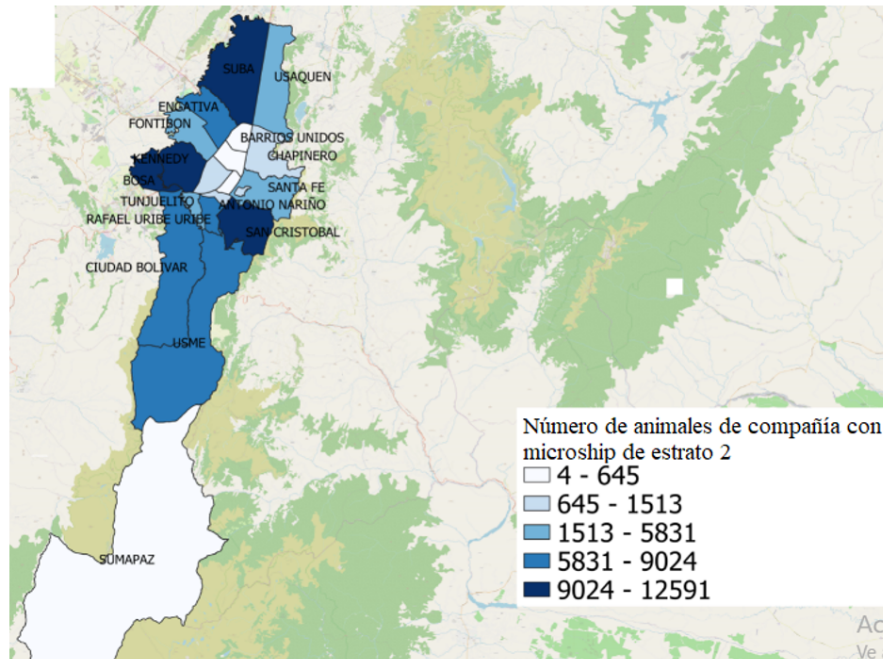 SUBA
USAQUEN
ENGATIVA
FONTIBON
BARRIOS UNIDOS
CHAPINERO
KENNEDY
BOSA
SANTA FE
TUNJUELITO
ANTONIO NARIÑO
RAFAEL URIBE URIBE
SAN CRISTOBAL
CIUDAD BOLIVAR
USME
SUMAPAZ
Número de animales de compañía con
microship de estrato 2
4 - 645
645 - 1513
1513 - 5831
5831 - 9024
9024 - 12591
Ve